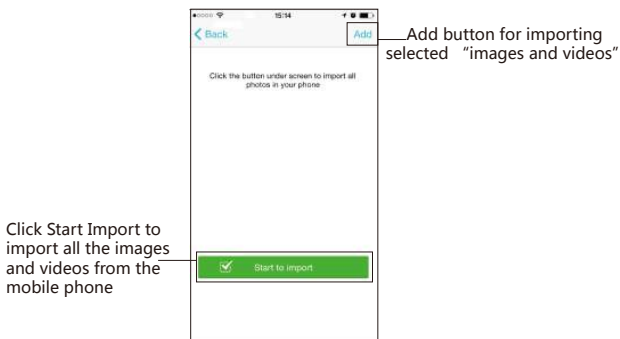 15:14
Back
Add
Add button for importing
selected “images and videos”
Click the button under screen to import all
photos in your phone
Click Start Import to
import all the images
and videos from the
mobile phone
Start to import